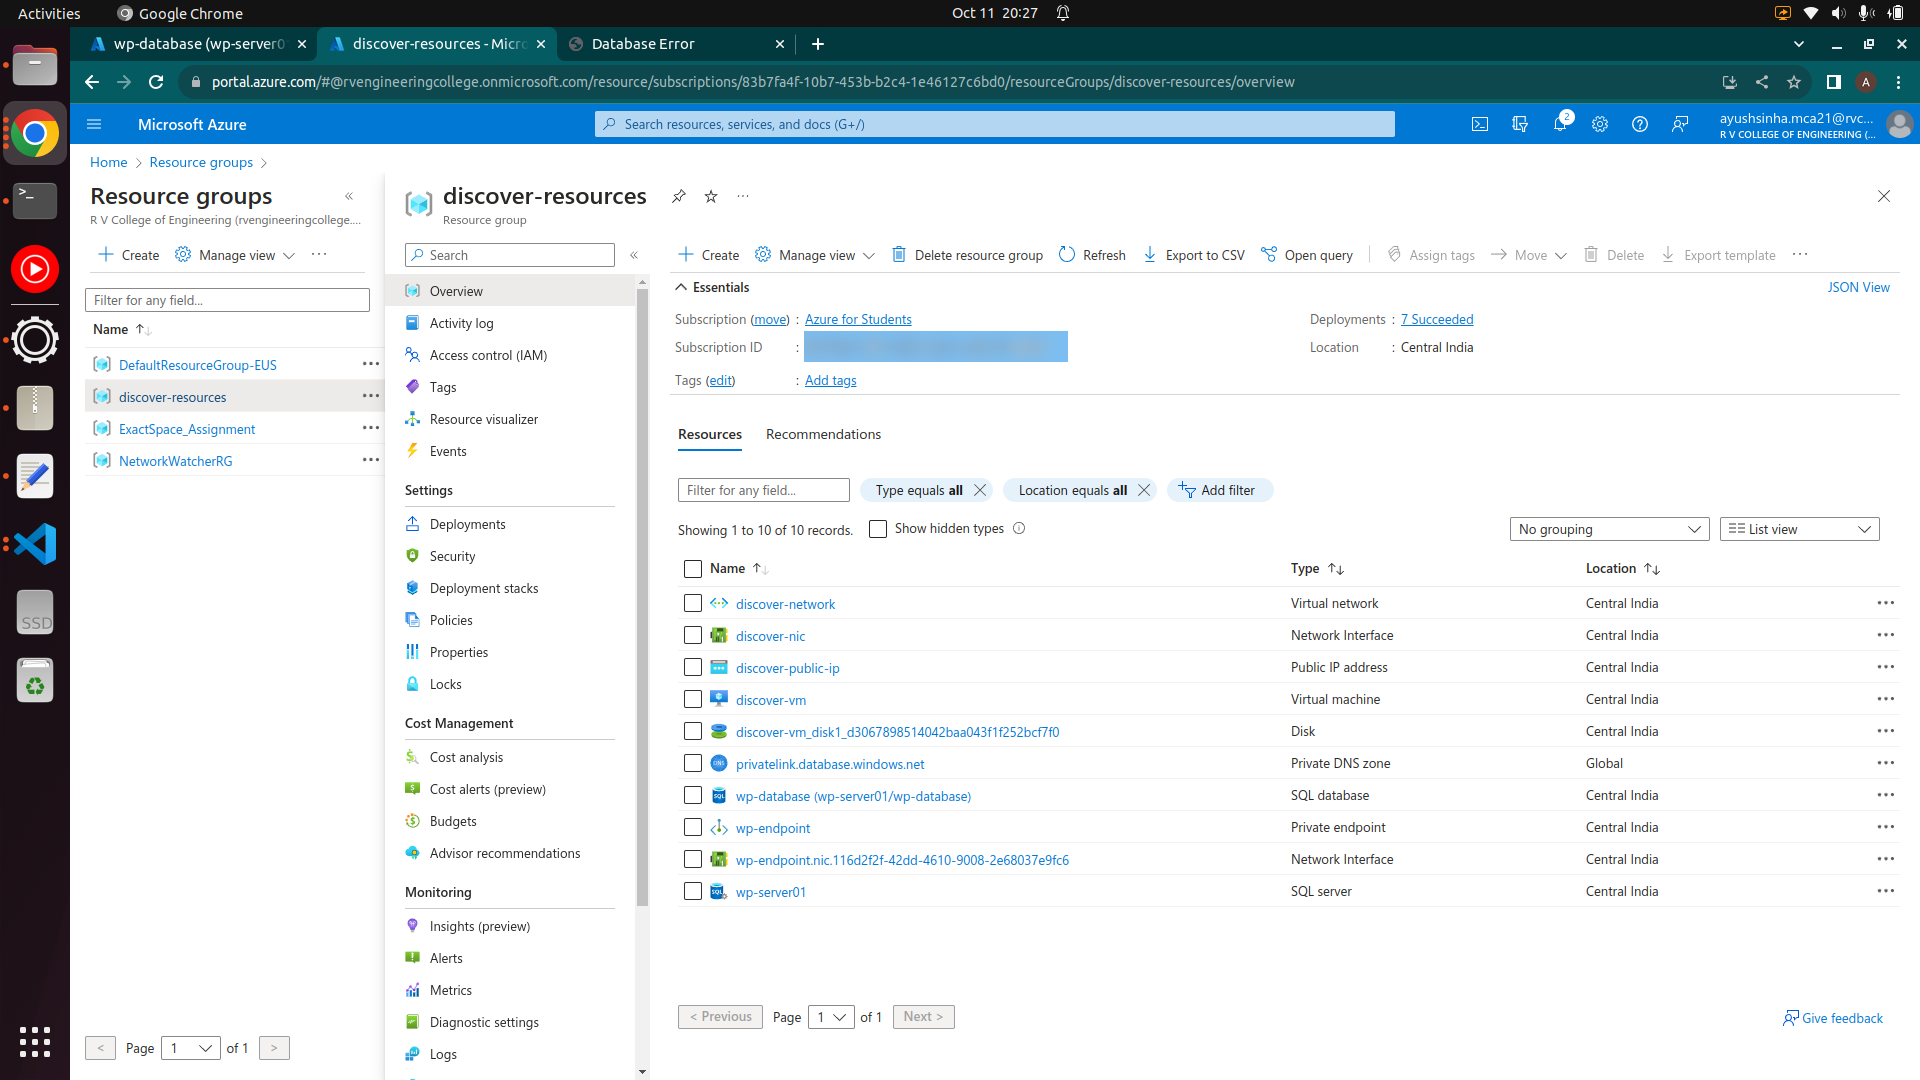 Activities
Google Chrome
Oct 11 20:27
wp-database (wp-server0
discover-resources - Micro
Database Error
portal.azure.com/#@rvengineeringcollege.onmicrosoft.com/resource/subscriptions/83b7fa4f-10b7-453b-b2c4-1e46127c6bd0/resourceGroups/discover-resources/overview
A
Microsoft Azure
Search resources, services, and docs (G+/)
2
ayushsinha.mca21@rvc...
R V COLLEGE OF ENGINEERING (...
Home
Resource groups
Resource groups
R V College of Engineering (rvengineeringcollege....
Create
Manage view
Filter for any field...
Name
DefaultResourceGroup-EUS
discover-resources
ExactSpace_Assignment
NetworkWatcherRG
< Page 1 of 1 >
discover-resources
Resource group
Search
Overview
Activity log
Access control (IAM)
Tags
Resource visualizer
Events
Settings
Deployments
Security
Deployment stacks
Policies
Properties
Locks
Cost Management
Cost analysis
Cost alerts (preview)
Budgets
Advisor recommendations
Monitoring
Insights (preview)
Alerts
Metrics
Diagnostic settings
Logs
Create
Manage view
Delete resource group
Refresh
Export to CSV
Open query
Assign tags
Move
Delete
Export template
Essentials
JSON View
Subscription (move) : Azure for Students
Subscription ID :
Tags (edit) : Add tags
Deployments : 7 Succeeded
Location : Central India
Resources
Recommendations
Filter for any field...
Type equals all
Location equals all
Add filter
Showing 1 to 10 of 10 records.
Show hidden types
No grouping
List view
Name Type Location
discover-network Virtual network Central India
discover-nic Network Interface Central India
discover-public-ip Public IP address Central India
discover-vm Virtual machine Central India
discover-vm_disk1_d3067898514042baa043f1f252bcf7f0 Disk Central India
privatelink.database.windows.net Private DNS zone Global
wp-database (wp-server01/wp-database) SQL database Central India
wp-endpoint Private endpoint Central India
wp-endpoint.nic.116d2f2f-42dd-4610-9008-2e68037e9fc6 Network Interface Central India
wp-server01 SQL server Central India
< Previous Page 1 of 1 Next >
Give feedback
SSD